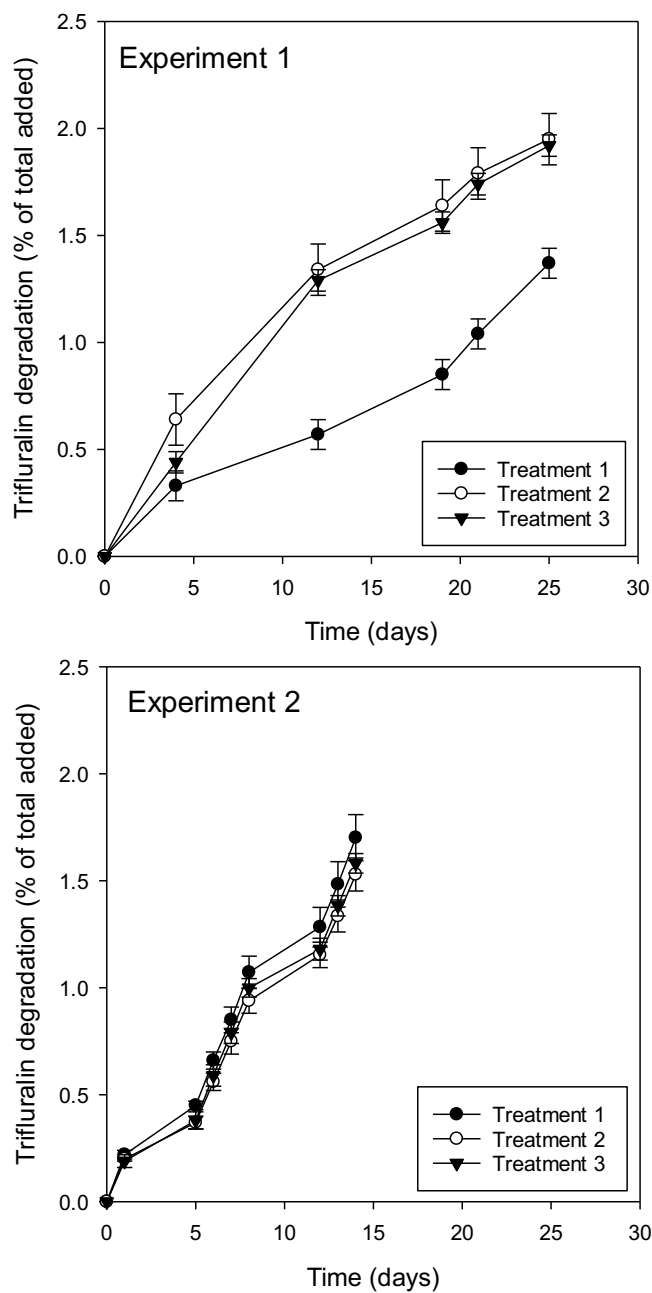 2.5
Experiment 1
2.0
1.5
1.0
0.5
0.0
Trifluralin degradation (% of total added)
Treatment 1
Treatment 2
Treatment 3
0 5 10 15 20 25 30
Time (days)
2.5
Experiment 2
2.0
1.5
1.0
0.5
0.0
Trifluralin degradation (% of total added)
Treatment 1
Treatment 2
Treatment 3
0 5 10 15 20 25 30
Time (days)